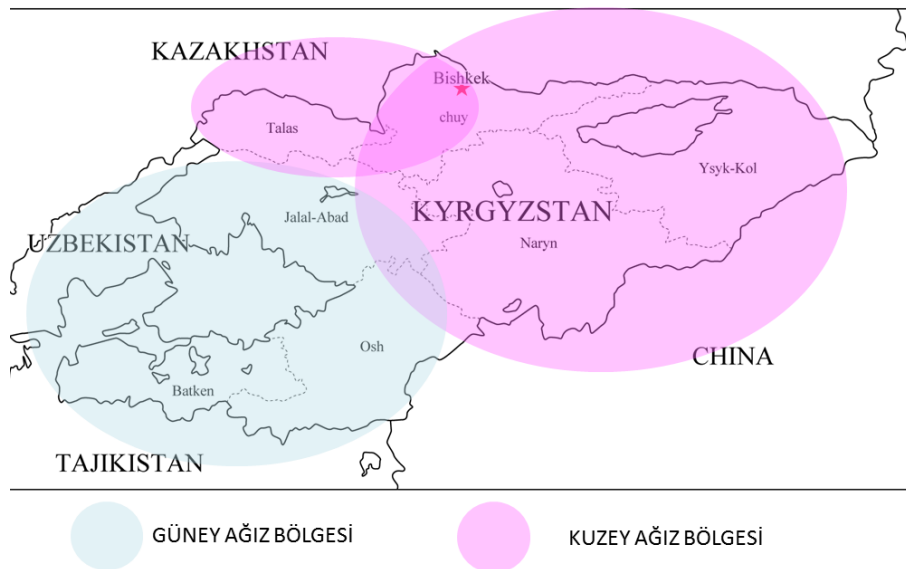 KAZAKHSTAN
Bishkek
chuy
Talas
Ysyk-Kol
Jalal-Abad
KYRGYZSTAN
UZBEKISTAN
Naryn
Osh
CHINA
Batken
TAJIKISTAN
GÜNEY AĞIZ BÖLGESİ
KUZEY AĞIZ BÖLGESİ